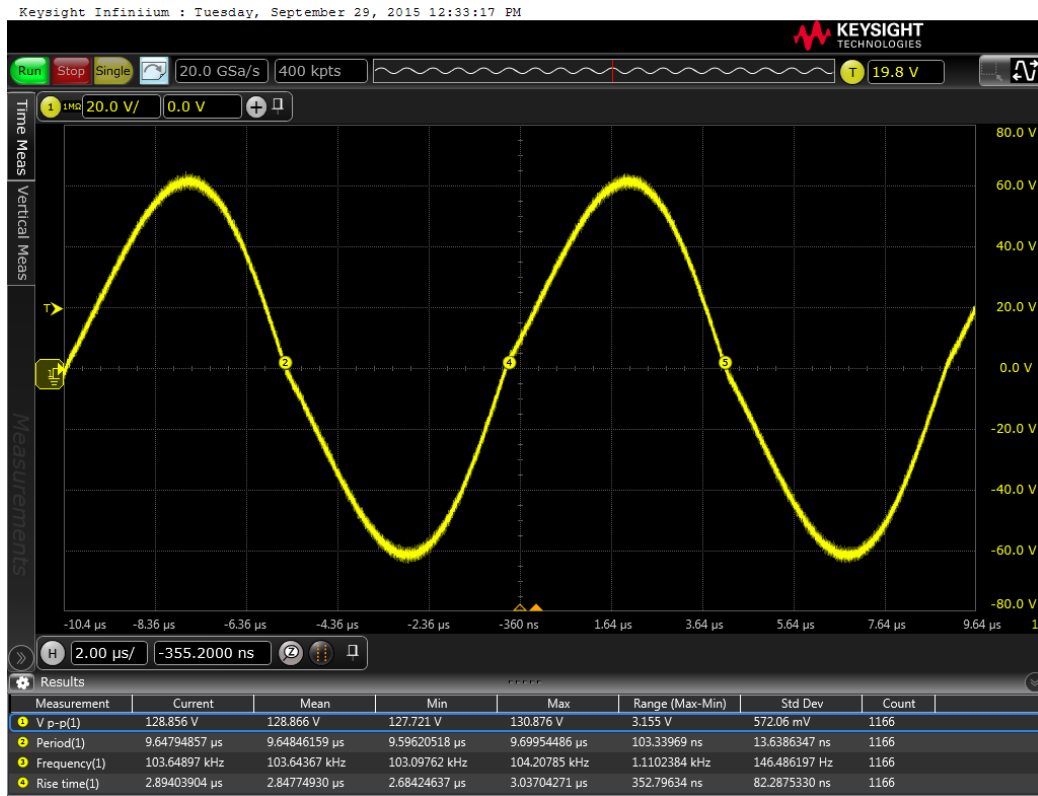 Keysight Infiniium : Tuesday, September 29, 2015 12:33:17 PM
KEYSIGHT
TECHNOLOGIES
Run Stop Single 20.0 GSa/s 400 kpts T 19.8 V
1 1MΩ 20.0 V/ 0.0 V +
Time Meas
Vertical Meas
Measurements
80.0 V
60.0 V
40.0 V
T 20.0 V
2 4 5
1 0.0 V
-20.0 V
-40.0 V
-60.0 V
-80.0 V
-10.4 µs -8.36 µs -6.36 µs -4.36 µs -2.36 µs -360 ns 1.64 µs 3.64 µs 5.64 µs 7.64 µs 9.64 µs 1
H 2.00 µs/ -355.2000 ns Z
Results
Measurement Current Mean Min Max Range (Max-Min) Std Dev Count
1 V p-p(1) 128.856 V 128.866 V 127.721 V 130.876 V 3.155 V 572.06 mV 1166
2 Period(1) 9.64794857 µs 9.64846159 µs 9.59620518 µs 9.69954486 µs 103.33969 ns 13.6386347 ns 1166
3 Frequency(1) 103.64897 kHz 103.64367 kHz 103.09762 kHz 104.20785 kHz 1.1102384 kHz 146.486197 Hz 1166
4 Rise time(1) 2.89403904 µs 2.84774930 µs 2.68424637 µs 3.03704271 µs 352.79634 ns 82.2875330 ns 1166